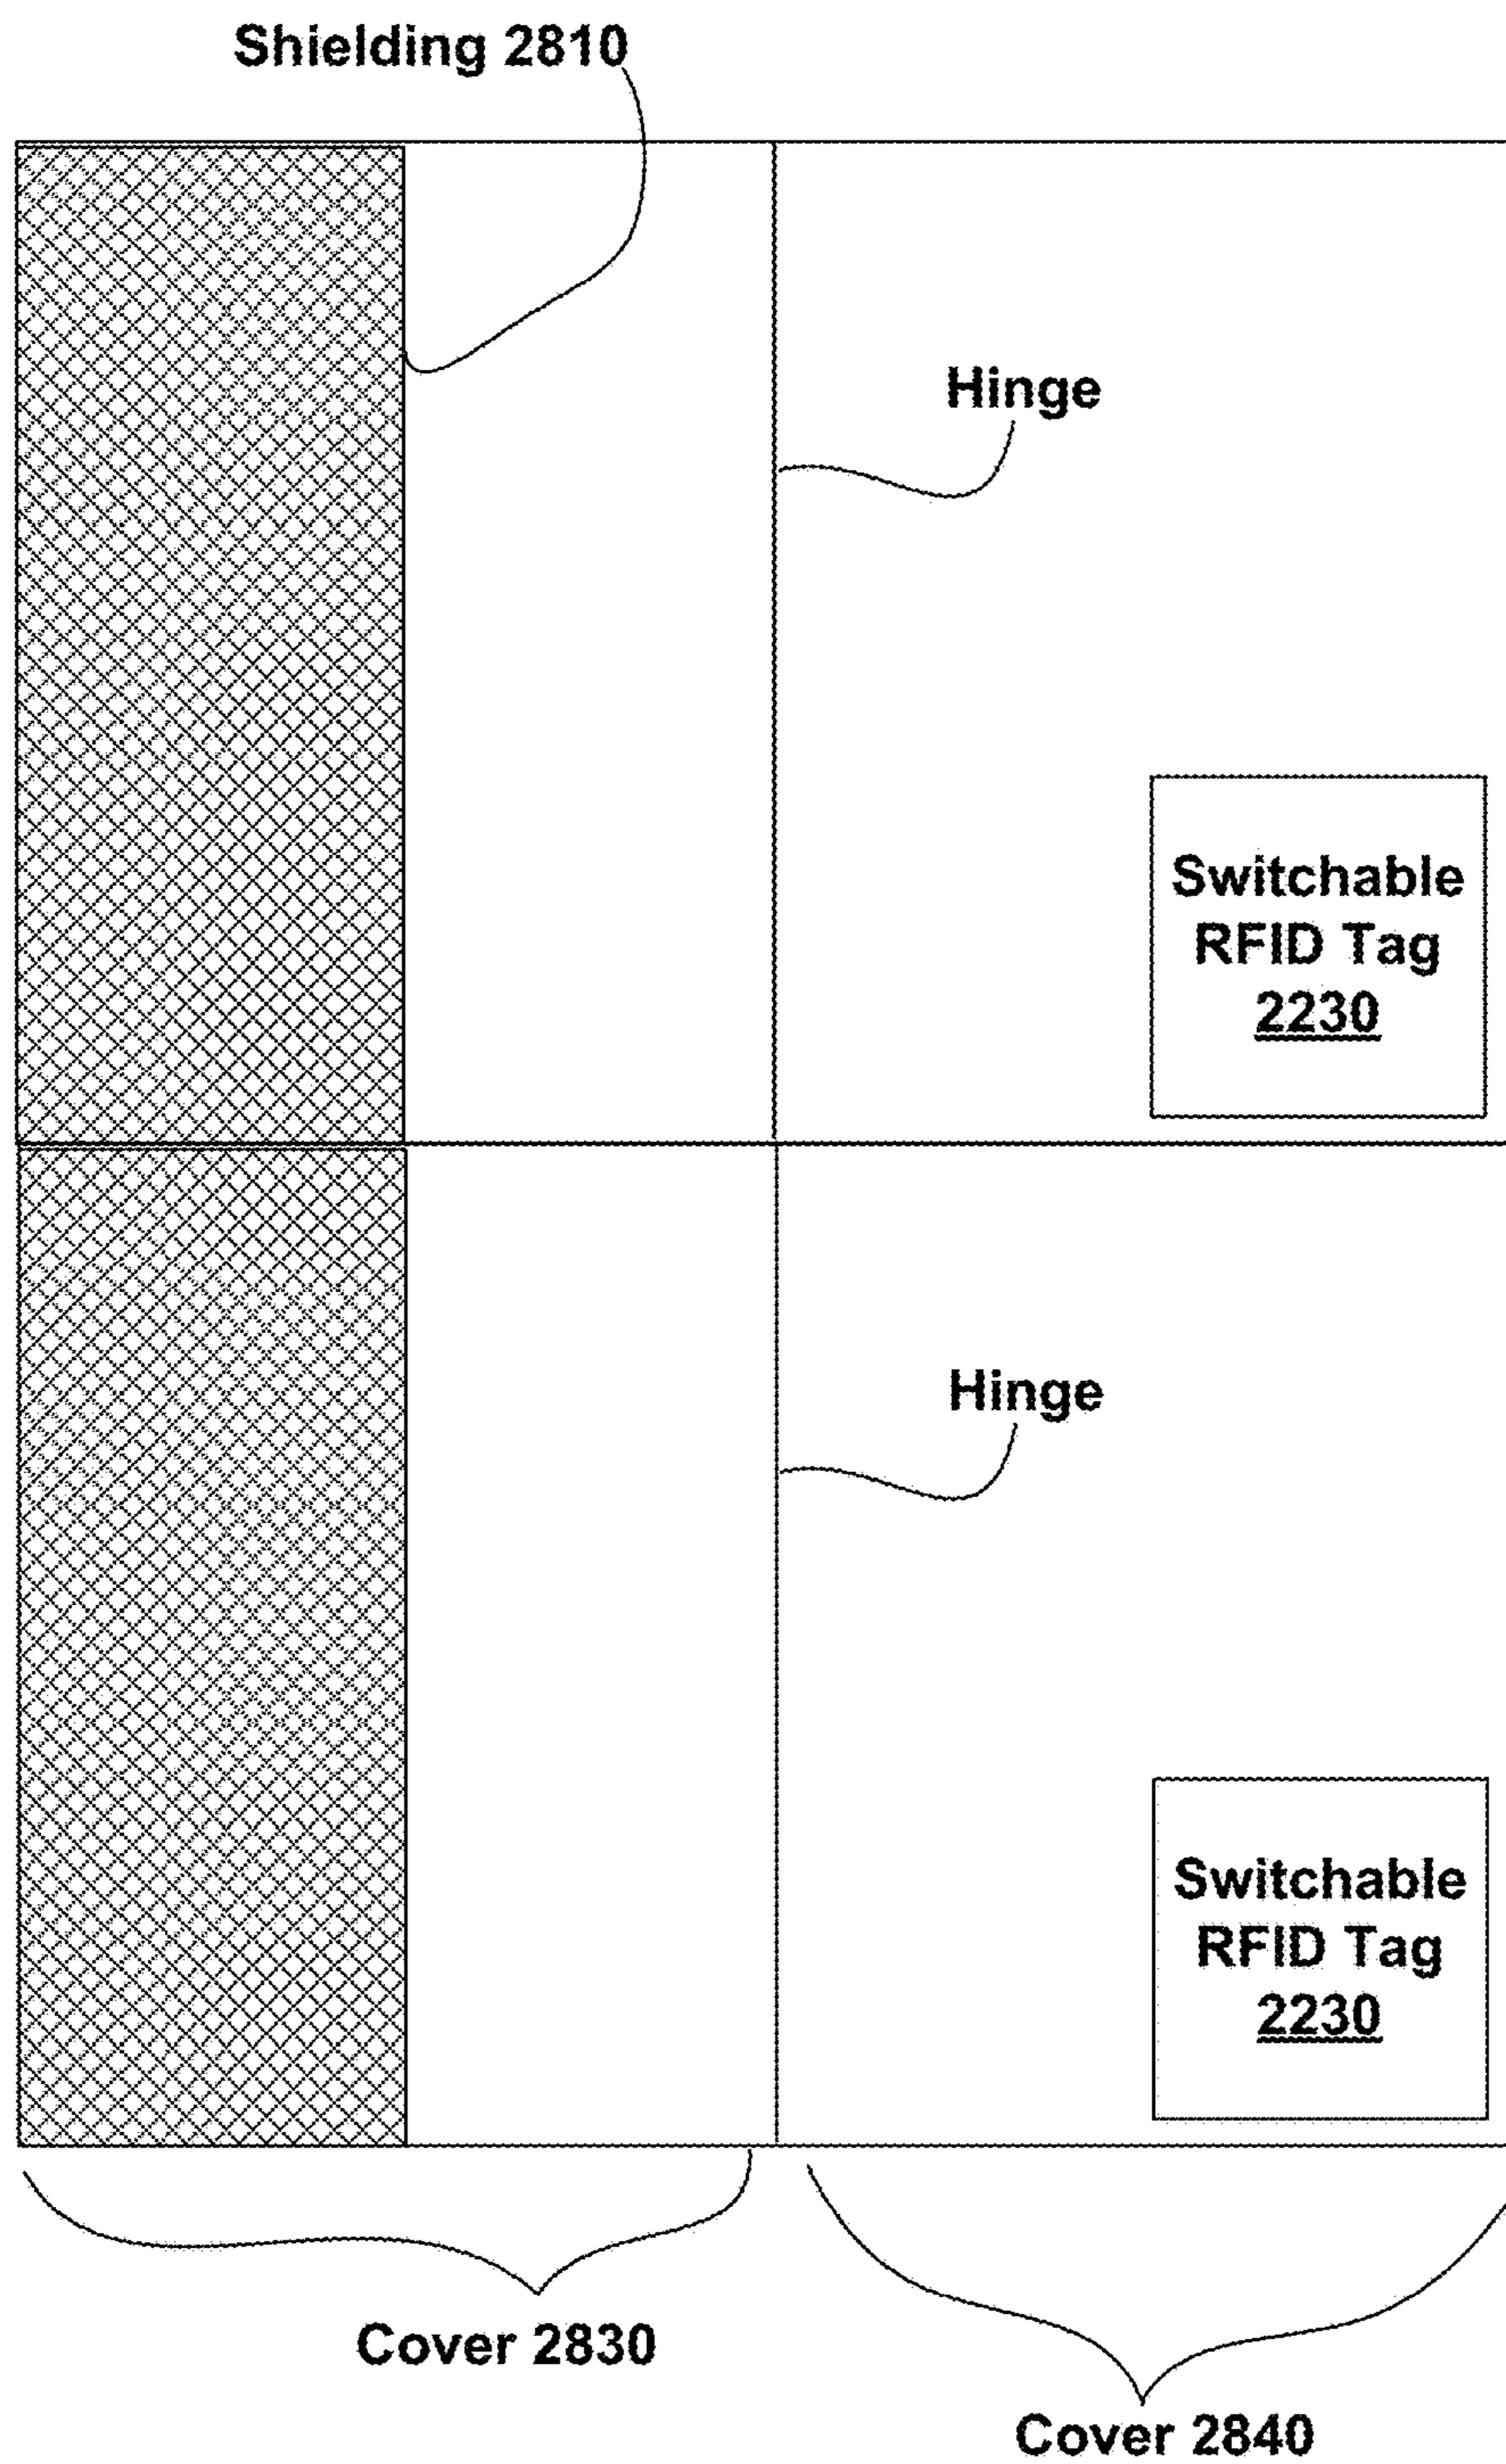 Shielding 2810
Hinge
Switchable
RFID Tag
2230
Hinge
Switchable
RFID Tag
2230
Cover 2830
Cover 2840